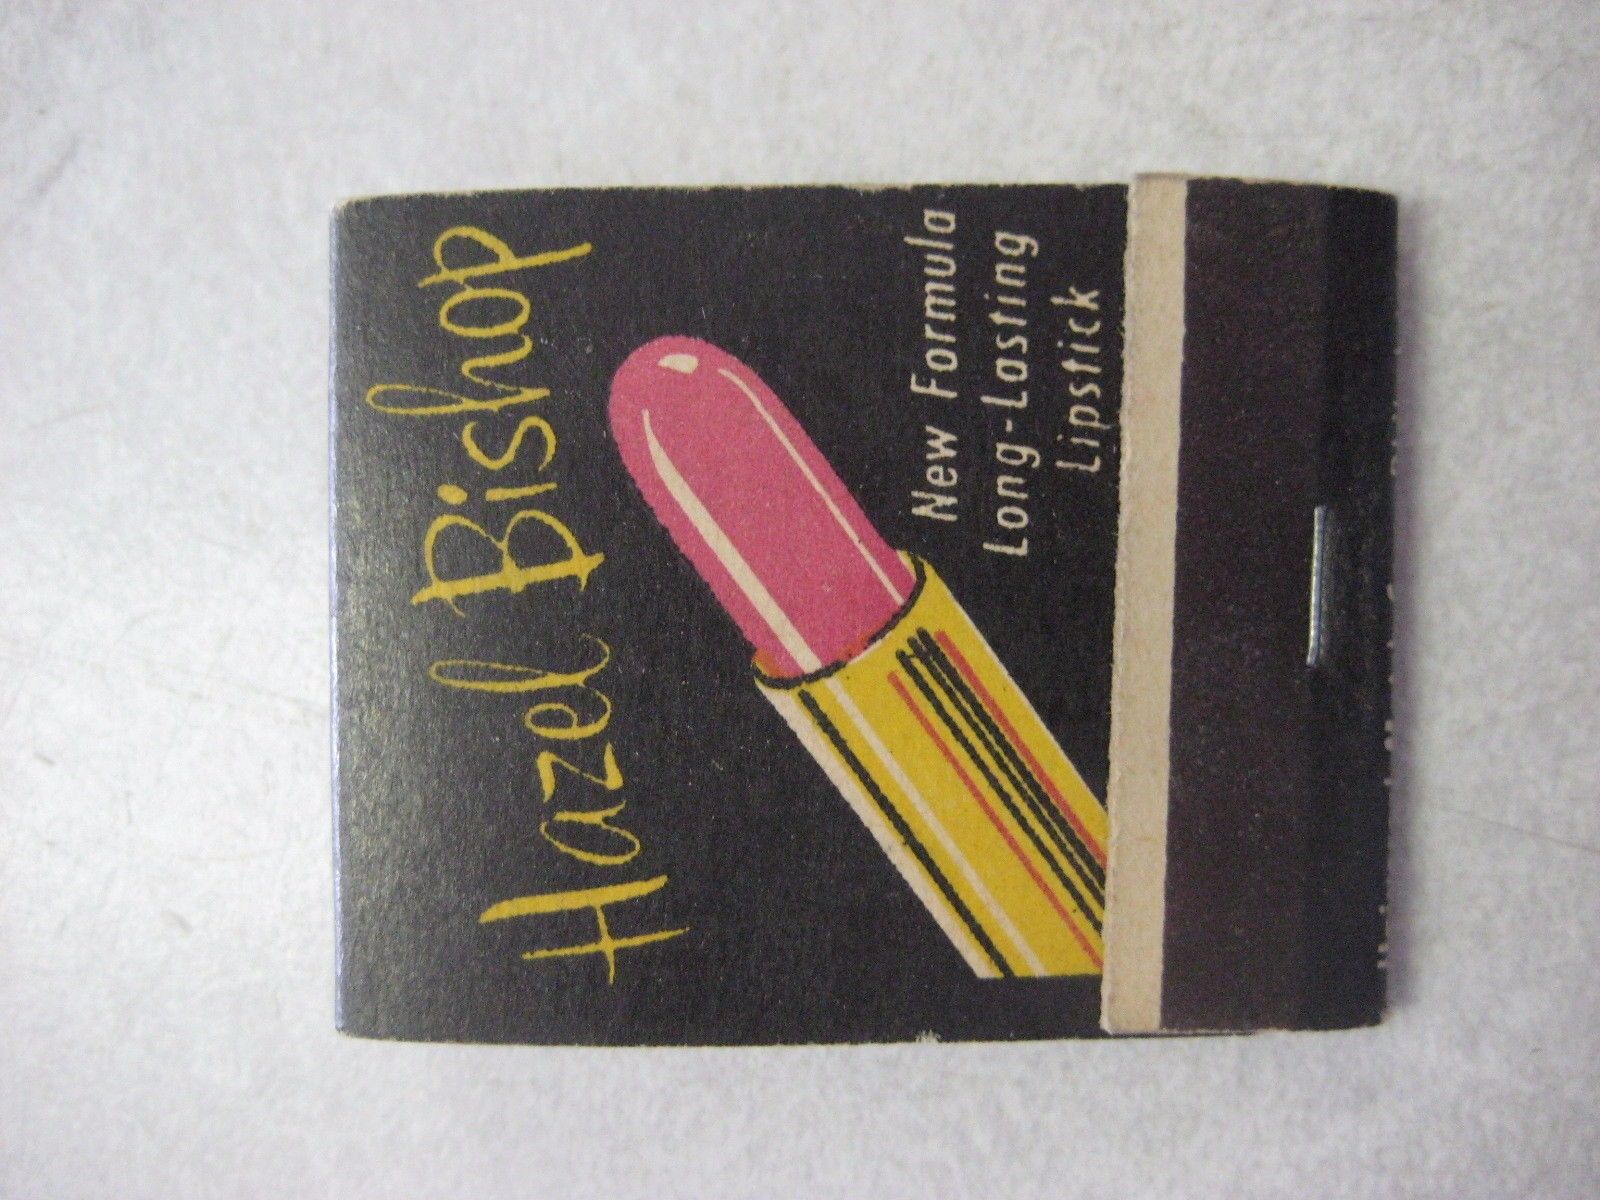 Hazel Bishop
New Formula
Long-Lasting
Lipstick